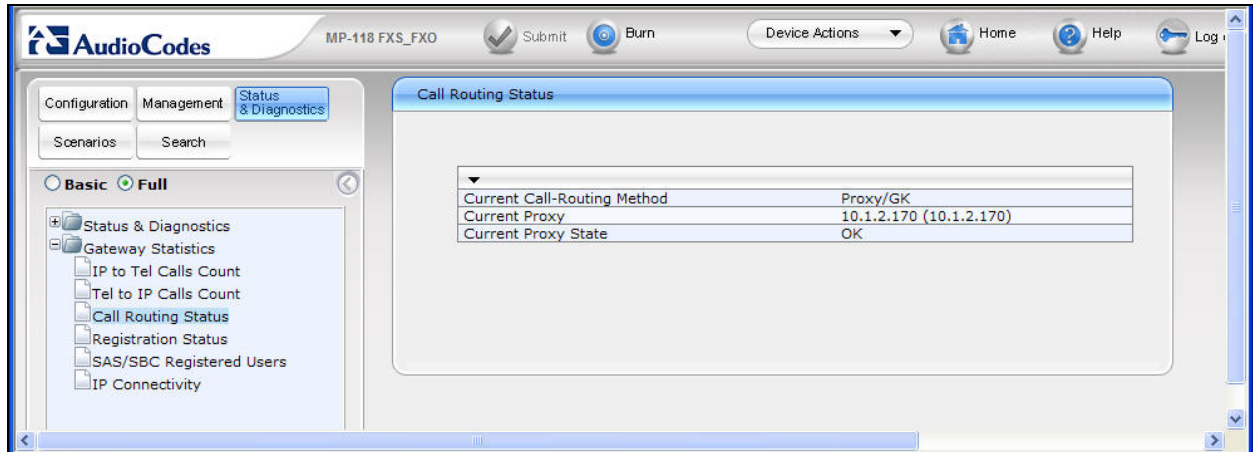 AudioCodes MP-118 FXS_FXO Submit Burn Device Actions Home Help Log
Configuration Management Status & Diagnostics
Scenarios Search
Basic Full
Status & Diagnostics
Gateway Statistics
IP to Tel Calls Count
Tel to IP Calls Count
Call Routing Status
Registration Status
SAS/SBC Registered Users
IP Connectivity
Call Routing Status
Current Call-Routing Method Proxy/GK
Current Proxy 10.1.2.170 (10.1.2.170)
Current Proxy State OK